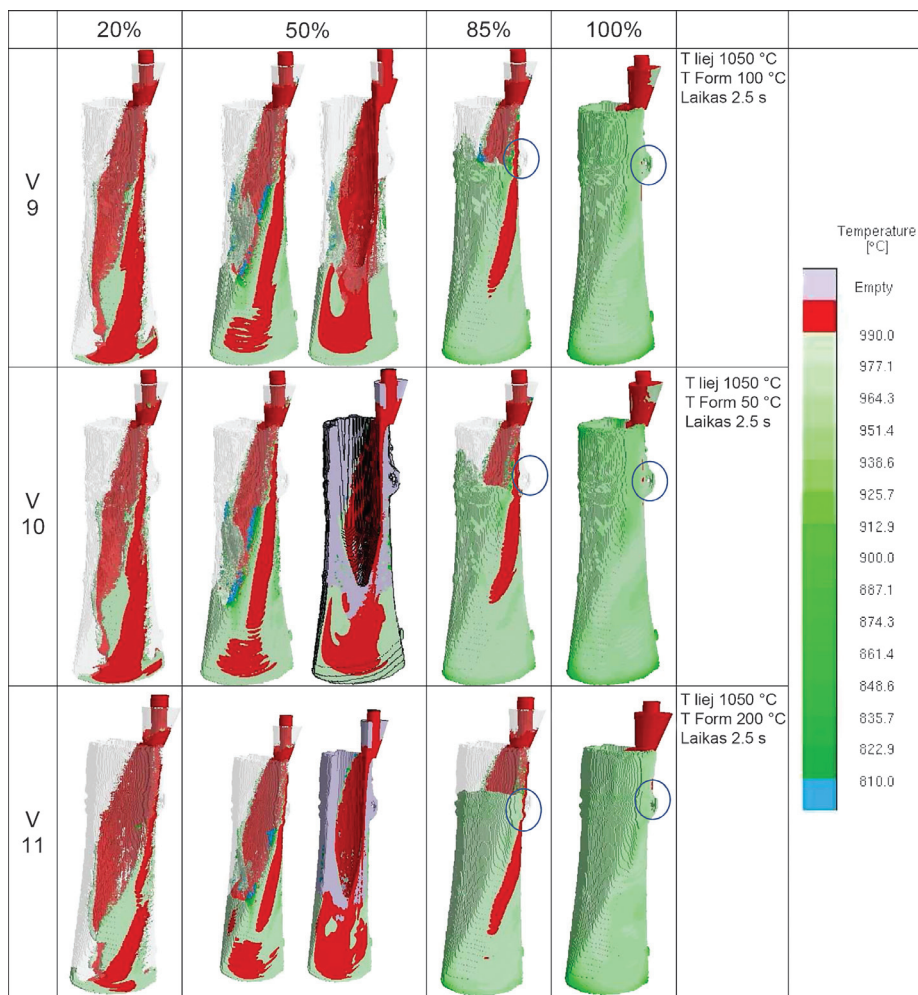 20% 50% 85% 100%
V
9
T liej 1050 °C
T Form 100 °C
Laikas 2.5 s
V
10
T liej 1050 °C
T Form 50 °C
Laikas 2.5 s
V
11
T liej 1050 °C
T Form 200 °C
Laikas 2.5 s
Temperature
[°C]
Empty
990.0
977.1
964.3
951.4
938.6
925.7
912.9
900.0
887.1
874.3
861.4
848.6
835.7
822.9
810.0